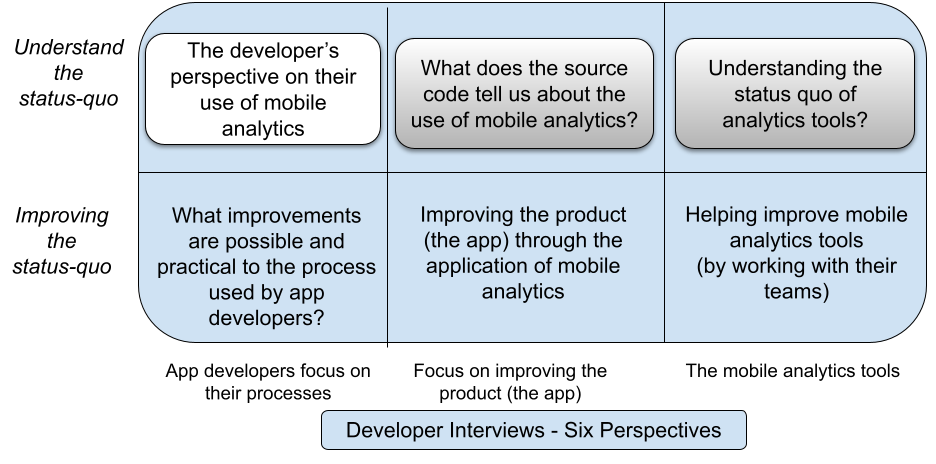 Understand
the
status-quo
The developer's
perspective on their
use of mobile
analytics
What does the source
code tell us about the
use of mobile analytics?
Understanding the
status quo of
analytics tools?
Improving
the
status-quo
What improvements
are possible and
practical to the process
used by app
developers?
Improving the product
(the app) through the
application of mobile
analytics
Helping improve mobile
analytics tools
(by working with their
teams)
App developers focus on
their processes
Focus on improving the
product (the app)
The mobile analytics tools
Developer Interviews - Six Perspectives